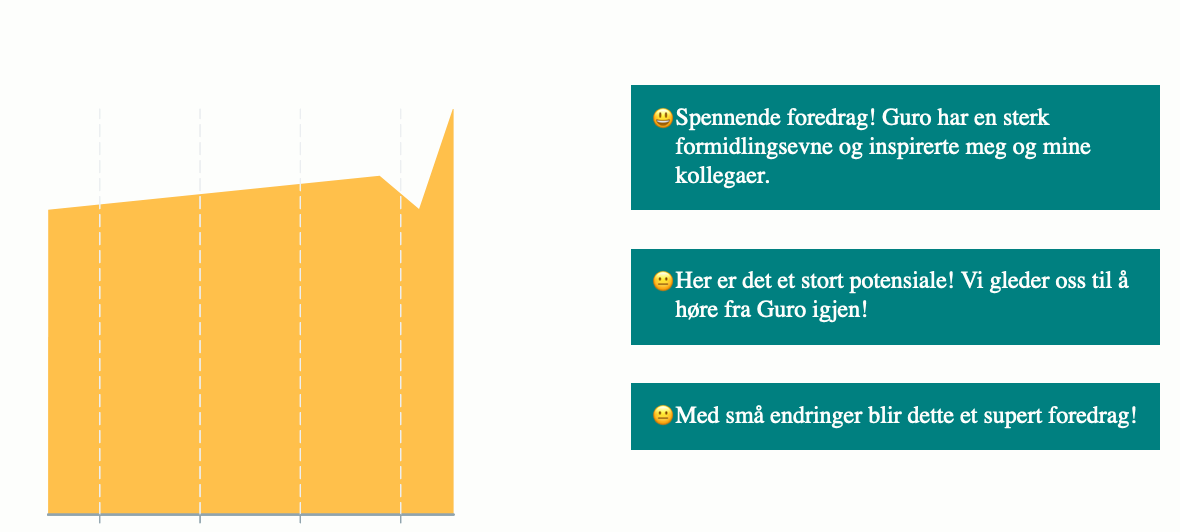 😃Spennende foredrag! Guro har en sterk
formidlingsevne og inspirerte meg og mine
kollegaer.
😐Her er det et stort potensiale! Vi gleder oss til å
høre fra Guro igjen!
😐Med små endringer blir dette et supert foredrag!